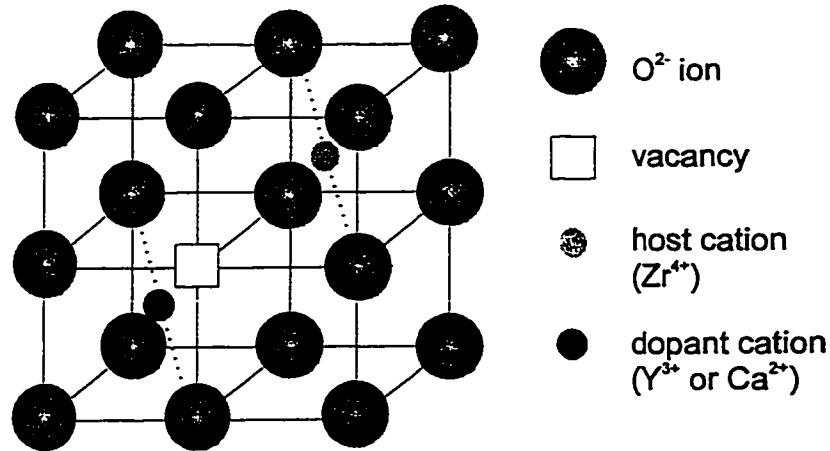 O²⁻ ion
vacancy
host cation
(Zr⁴⁺)
dopant cation
(Y³⁺ or Ca²⁺)